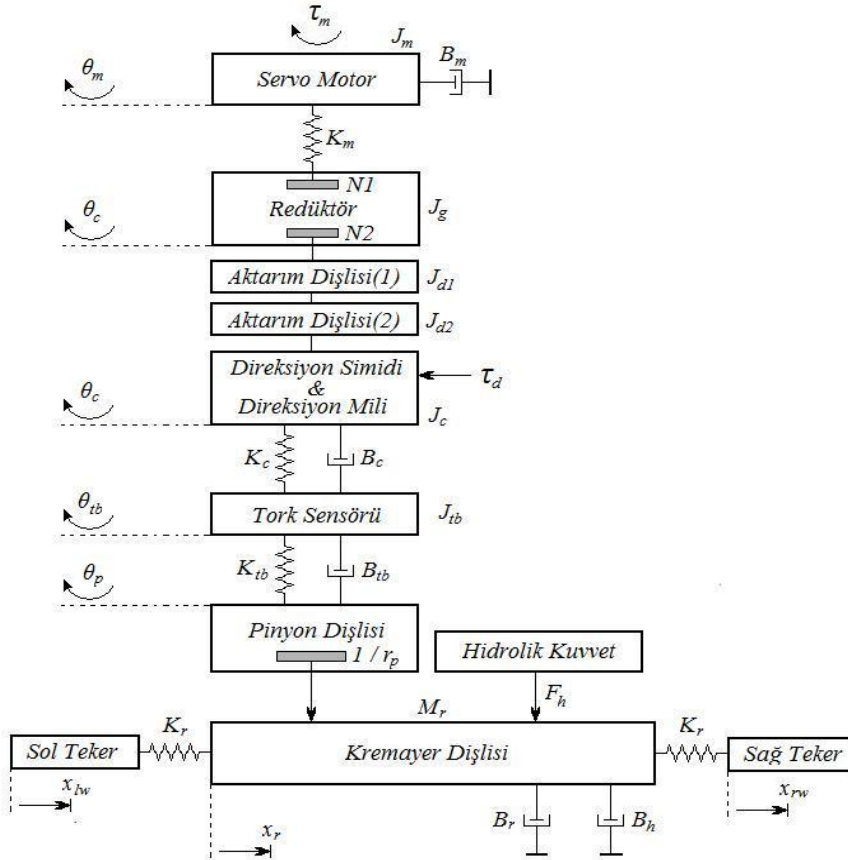 τm
Jm
θm
Servo Motor
Bm
Km
N1
Redüktör
N2
θc
Jg
Aktarım Dişlisi(1)
Jd1
Aktarım Dişlisi(2)
Jd2
Direksiyon Simidi
&
Direksiyon Mili
τd
θc
Jc
Kc
Bc
θtb
Tork Sensörü
Jtb
Ktb
Btb
θp
Pinyon Dişlisi
1 / rp
Hidrolik Kuvvet
Fh
Mr
Kr
Kr
Sol Teker
Kremayer Dişlisi
Sağ Teker
xlw
xrw
xr
Br
Bh